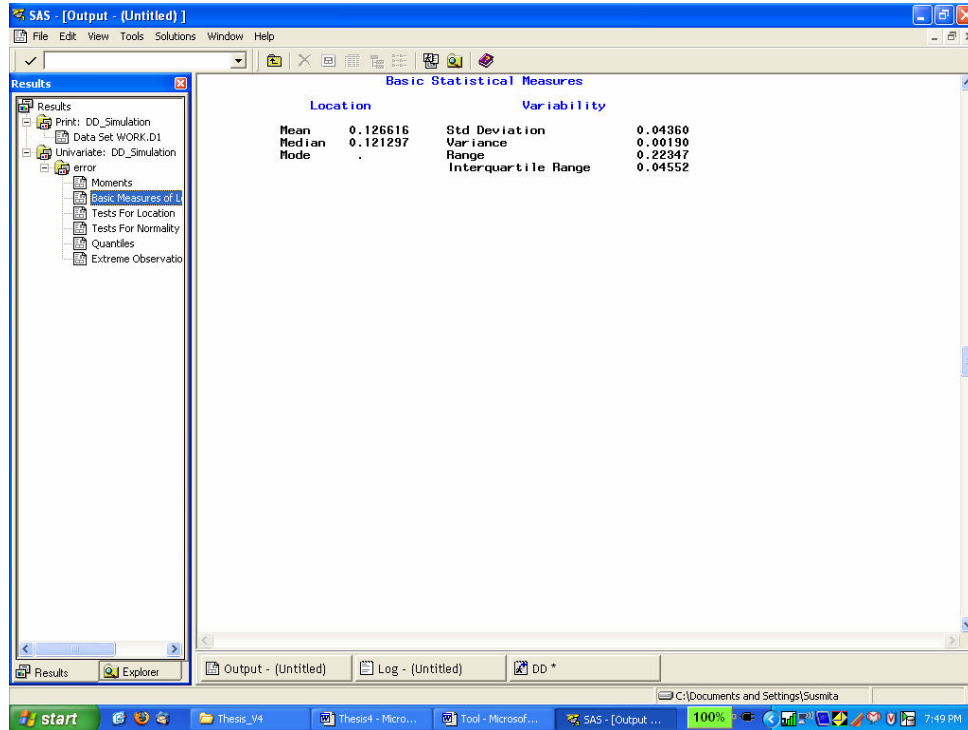 SAS - [Output - (Untitled) ]
File Edit View Tools Solutions Window Help
Results
Results
Print: DD_Simulation
Data Set WORK.D1
Univariate: DD_Simulation
error
Moments
Basic Measures of L
Tests For Location
Tests For Normality
Quantiles
Extreme Observatio
Basic Statistical Measures
Location Variability
Mean 0.126616 Std Deviation 0.04360
Median 0.121297 Variance 0.00190
Mode . Range 0.22347
Interquartile Range 0.04552
Results Explorer
Output - (Untitled) Log - (Untitled) DD *
C:\Documents and Settings\Susmita
start Thesis_V4 Thesis4 - Micro... Tool - Microsof... SAS - [Output ... 100% 7:49 PM